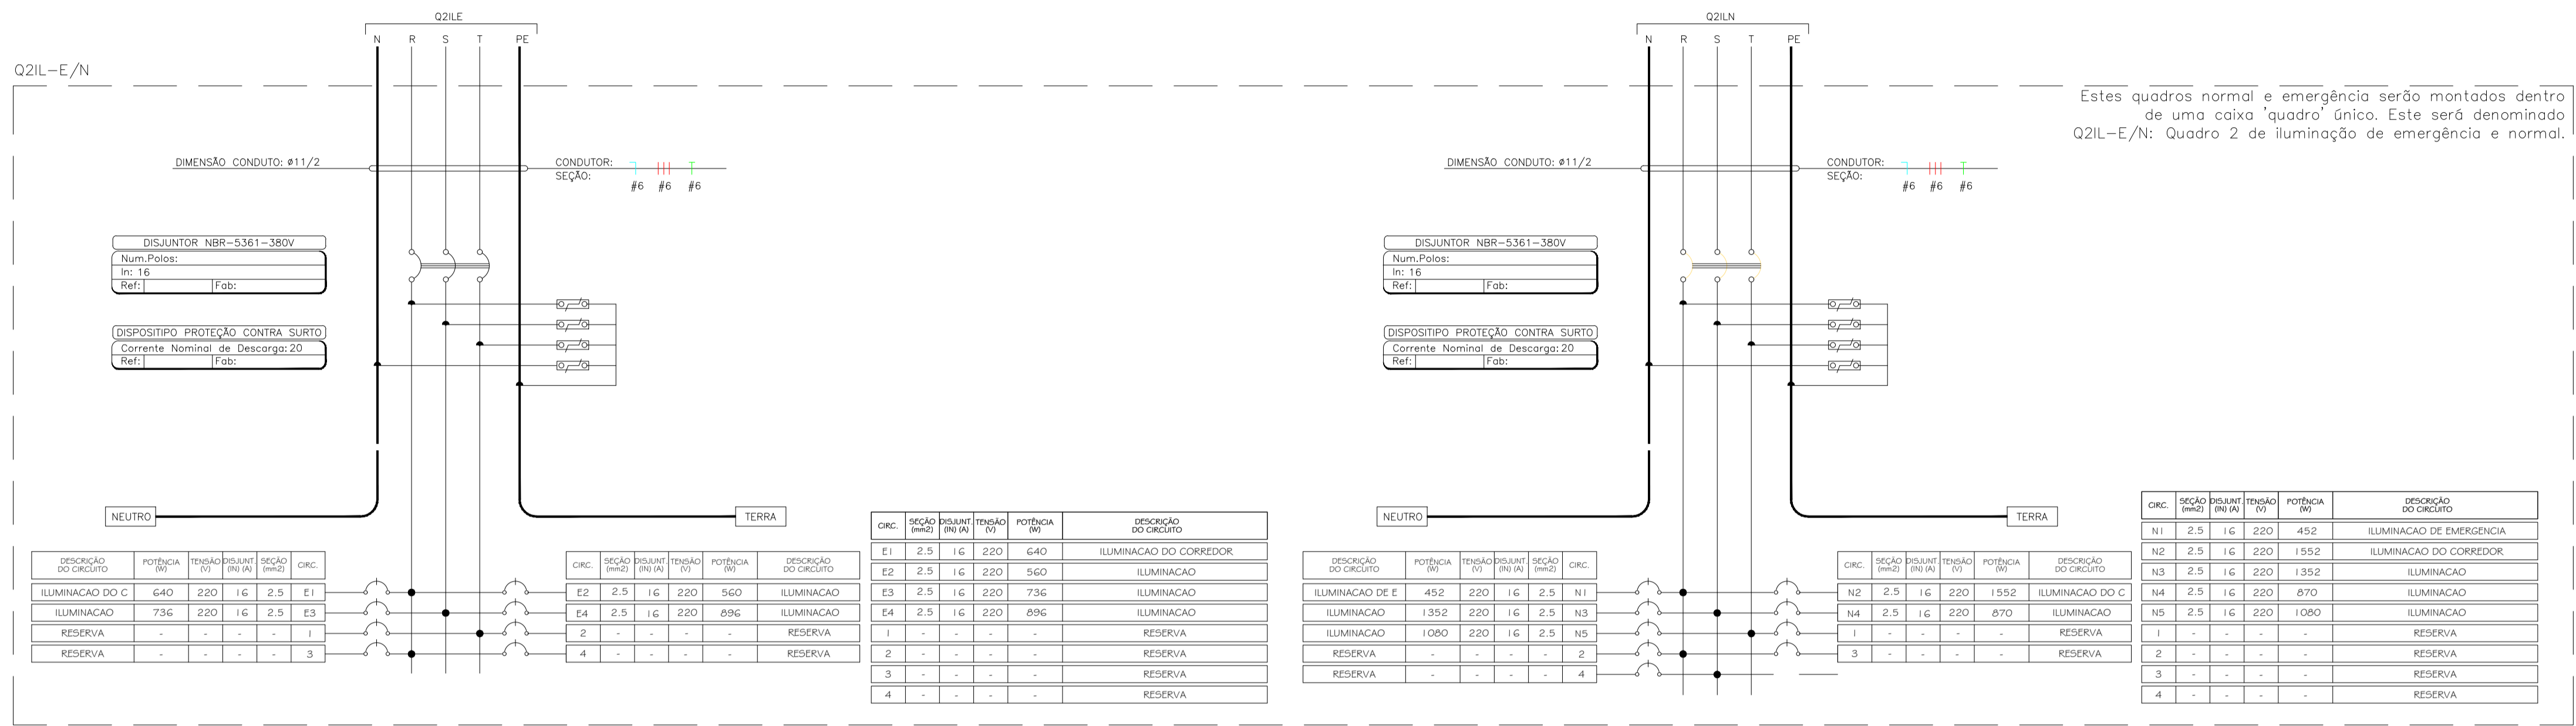 Q2IL-E/N
Q2ILE
N R S T PE
DIMENSÃO CONDUTO: ø11/2
CONDUTOR:
SEÇÃO:
#6 #6 #6
DISJUNTOR NBR-5361-380V
Num.Polos:
In: 16
Ref: Fab:
DISPOSITIPO PROTEÇÃO CONTRA SURTO
Corrente Nominal de Descarga: 20
Ref: Fab:
NEUTRO
TERRA
DESCRIÇÃO DO CIRCUITO POTÊNCIA (W) TENSÃO (V) DISJUNT. (IN) (A) SEÇÃO (mm2) CIRC.
ILUMINACAO DO C 640 220 16 2.5 E1
ILUMINACAO 736 220 16 2.5 E3
RESERVA - - - - 1
RESERVA - - - - 3
CIRC. SEÇÃO (mm2) DISJUNT. (IN) (A) TENSÃO (V) POTÊNCIA (W) DESCRIÇÃO DO CIRCUITO
E2 2.5 16 220 560 ILUMINACAO
E4 2.5 16 220 896 ILUMINACAO
2 - - - - RESERVA
4 - - - - RESERVA
CIRC. SEÇÃO (mm2) DISJUNT. (IN) (A) TENSÃO (V) POTÊNCIA (W) DESCRIÇÃO DO CIRCUITO
E1 2.5 16 220 640 ILUMINACAO DO CORREDOR
E2 2.5 16 220 560 ILUMINACAO
E3 2.5 16 220 736 ILUMINACAO
E4 2.5 16 220 896 ILUMINACAO
1 - - - - RESERVA
2 - - - - RESERVA
3 - - - - RESERVA
4 - - - - RESERVA
Q2ILN
N R S T PE
Estes quadros normal e emergência serão montados dentro
de uma caixa 'quadro' único. Este será denominado
Q2IL-E/N: Quadro 2 de iluminação de emergência e normal.
DIMENSÃO CONDUTO: ø11/2
CONDUTOR:
SEÇÃO:
#6 #6 #6
DISJUNTOR NBR-5361-380V
Num.Polos:
In: 16
Ref: Fab:
DISPOSITIPO PROTEÇÃO CONTRA SURTO
Corrente Nominal de Descarga: 20
Ref: Fab:
NEUTRO
TERRA
DESCRIÇÃO DO CIRCUITO POTÊNCIA (W) TENSÃO (V) DISJUNT. (IN) (A) SEÇÃO (mm2) CIRC.
ILUMINACAO DE E 452 220 16 2.5 N1
ILUMINACAO 1352 220 16 2.5 N3
ILUMINACAO 1080 220 16 2.5 N5
RESERVA - - - - 2
RESERVA - - - - 4
CIRC. SEÇÃO (mm2) DISJUNT. (IN) (A) TENSÃO (V) POTÊNCIA (W) DESCRIÇÃO DO CIRCUITO
N2 2.5 16 220 1552 ILUMINACAO DO C
N4 2.5 16 220 870 ILUMINACAO
1 - - - - RESERVA
3 - - - - RESERVA
CIRC. SEÇÃO (mm2) DISJUNT. (IN) (A) TENSÃO (V) POTÊNCIA (W) DESCRIÇÃO DO CIRCUITO
N1 2.5 16 220 452 ILUMINACAO DE EMERGENCIA
N2 2.5 16 220 1552 ILUMINACAO DO CORREDOR
N3 2.5 16 220 1352 ILUMINACAO
N4 2.5 16 220 870 ILUMINACAO
N5 2.5 16 220 1080 ILUMINACAO
1 - - - - RESERVA
2 - - - - RESERVA
3 - - - - RESERVA
4 - - - - RESERVA